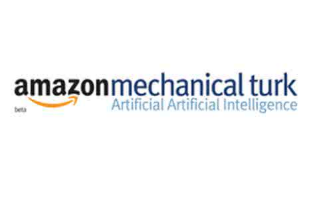 amazonmechanical turk
Artificial Artificial Intelligence
beta